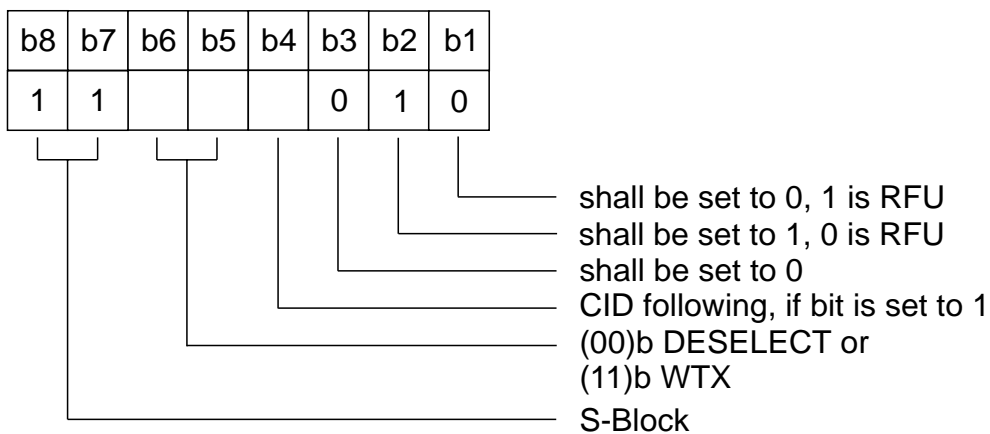 b8 b7 b6 b5 b4 b3 b2 b1
1 1 0 1 0
shall be set to 0, 1 is RFU
shall be set to 1, 0 is RFU
shall be set to 0
CID following, if bit is set to 1
(00)b DESELECT or
(11)b WTX
S-Block